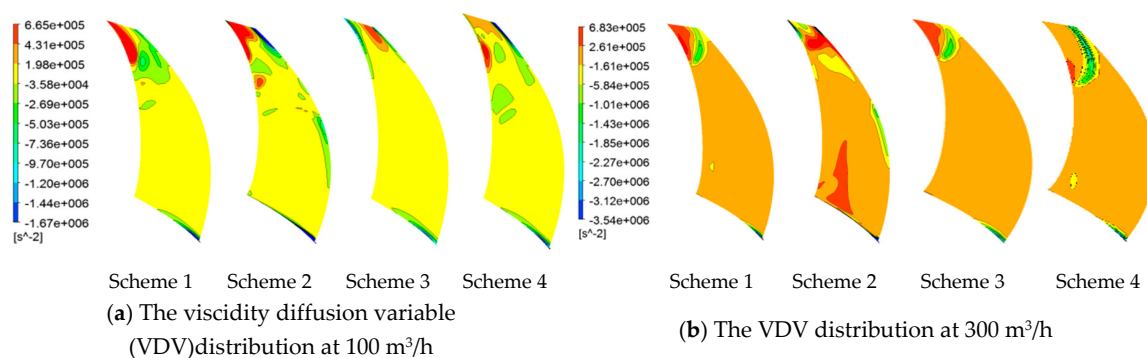 6.65e+005
4.31e+005
1.98e+005
-3.58e+004
-2.69e+005
-5.03e+005
-7.36e+005
-9.70e+005
-1.20e+006
-1.44e+006
-1.67e+006
[s^-2]
6.83e+005
2.61e+005
-1.61e+005
-5.84e+005
-1.01e+006
-1.43e+006
-1.85e+006
-2.27e+006
-2.70e+006
-3.12e+006
-3.54e+006
[s^-2]
Scheme 1 Scheme 2 Scheme 3 Scheme 4
Scheme 1 Scheme 2 Scheme 3 Scheme 4
(a) The viscidity diffusion variable
(VDV)distribution at 100 m³/h
(b) The VDV distribution at 300 m³/h